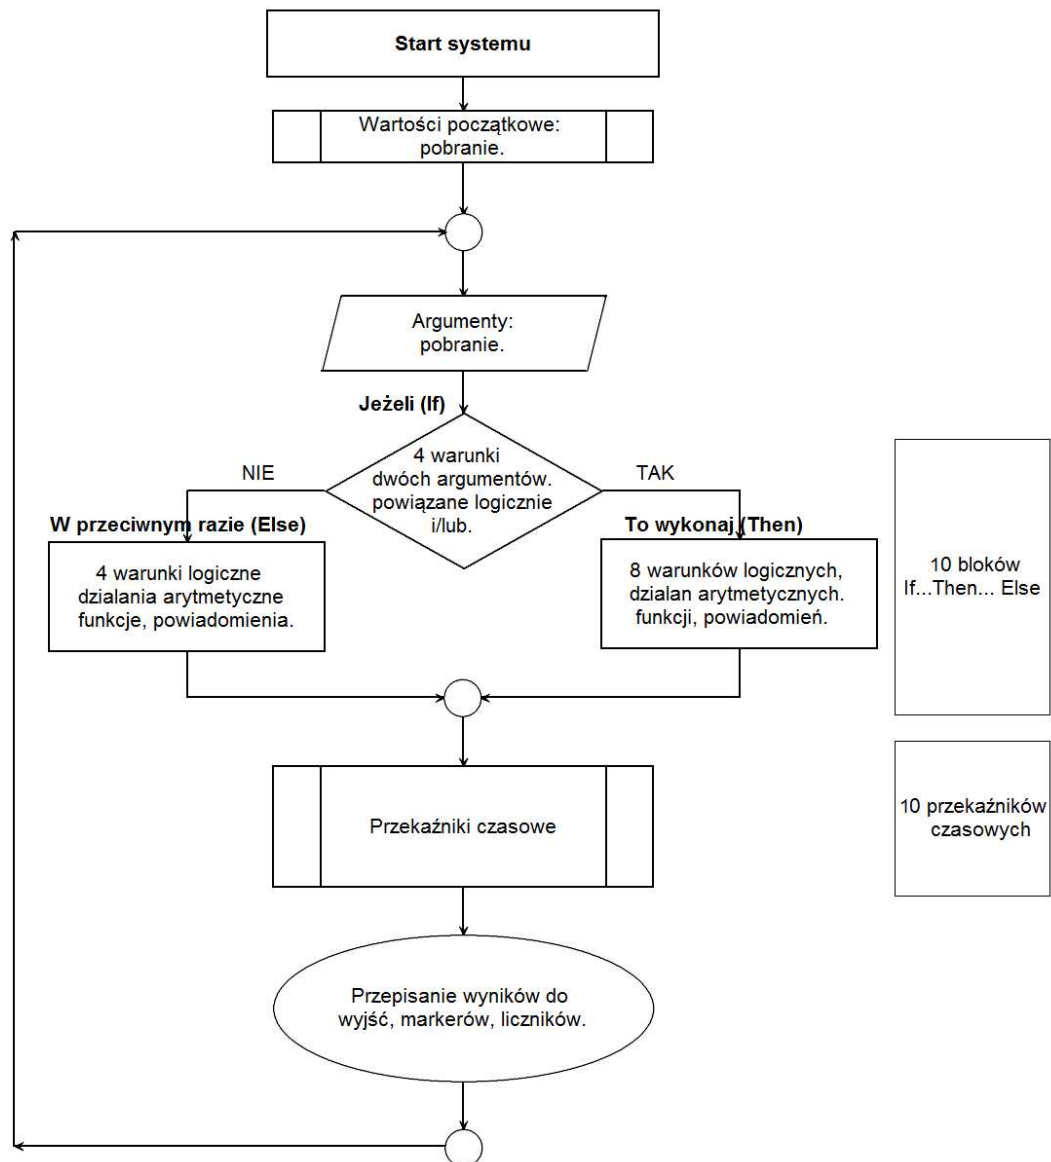 Start systemu
Wartości początkowe:
pobranie.
Argumenty:
pobranie.
Jeżeli (If)
4 warunki
dwóch argumentów.
powiązane logicznie
i/lub.
NIE
TAK
W przeciwnym razie (Else)
4 warunki logiczne
dzialania arytmetyczne
funkcje, powiadomienia.
To wykonaj (Then)
8 warunków logicznych,
dzialan arytmetycznych.
funkcji, powiadomień.
10 bloków
If...Then... Else
Przekaźniki czasowe
10 przekaźników
czasowych
Przepisanie wyników do
wyjść, markerów, liczników.